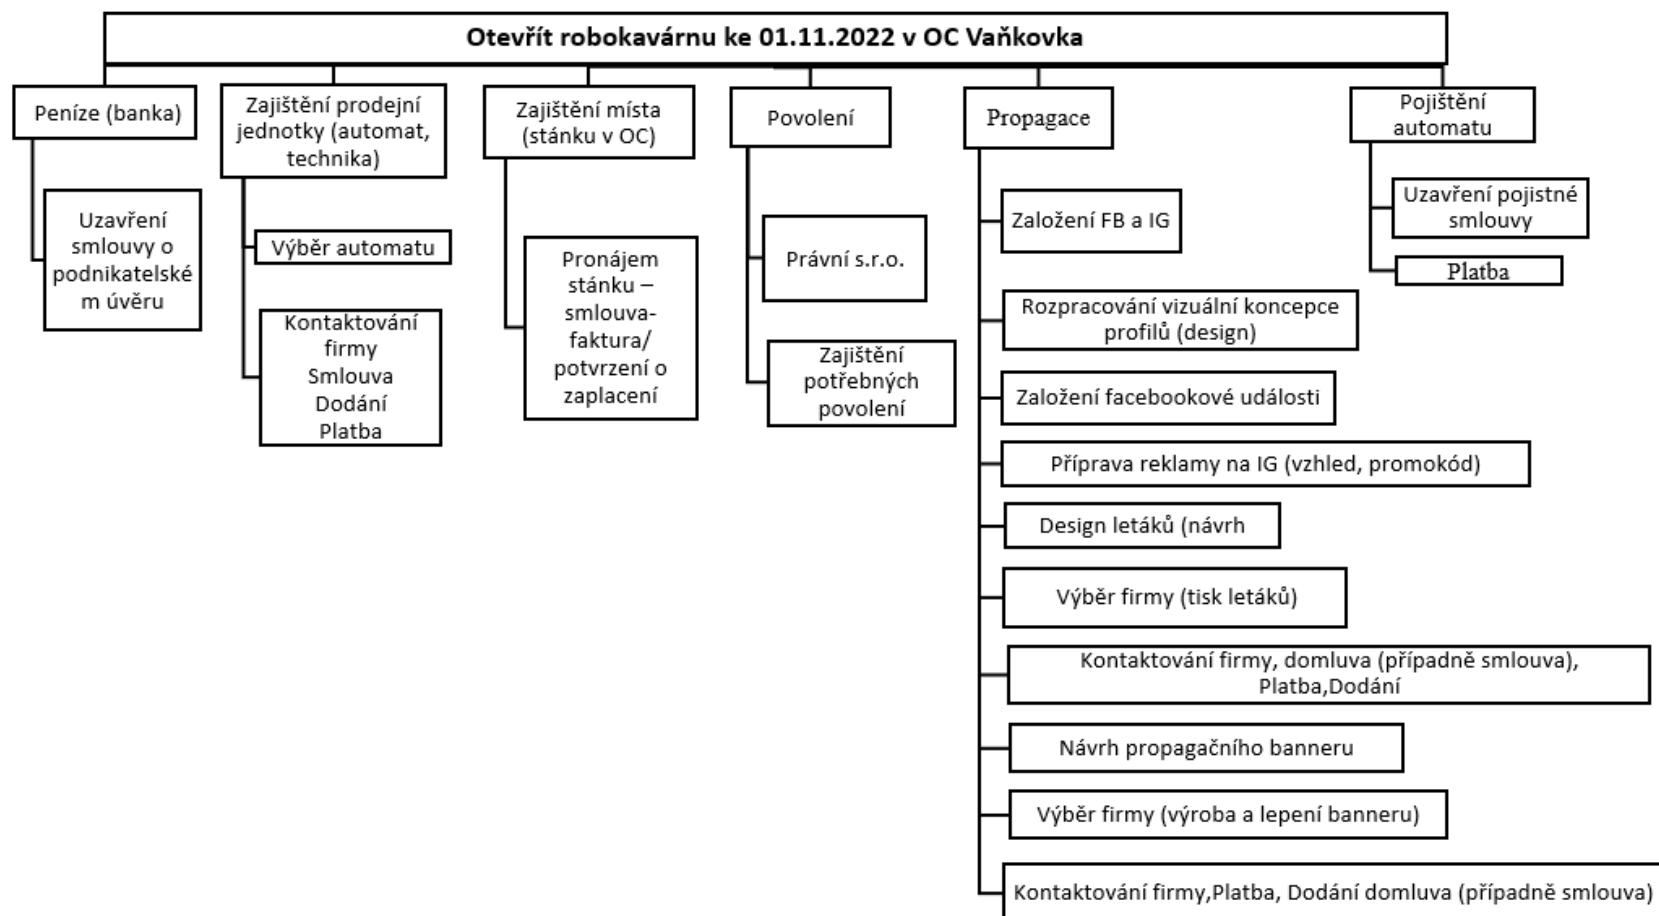 Otevřít robokavárnu ke 01.11.2022 v OC Vaňkovka
Peníze (banka)
Uzavření
smlouvy o
podnikatelské
m úvěru
Zajištění prodejní
jednotky (automat,
technika)
Výběr automatu
Kontaktování
firmy
Smlouva
Dodání
Platba
Zajištění místa
(stánku v OC)
Pronájem
stánku –
smlouva-
faktura/
potvrzení o
zaplacení
Povolení
Právní s.r.o.
Zajištění
potřebných
povolení
Propagace
Založení FB a IG
Rozpracování vizuální koncepce
profilů (design)
Založení facebookové události
Příprava reklamy na IG (vzhled, promokód)
Design letáků (návrh
Výběr firmy (tisk letáků)
Kontaktování firmy, domluva (případně smlouva),
Platba,Dodání
Návrh propagačního banneru
Výběr firmy (výroba a lepení banneru)
Kontaktování firmy,Platba, Dodání domluva (případně smlouva)
Pojištění
automatu
Uzavření pojistné
smlouvy
Platba